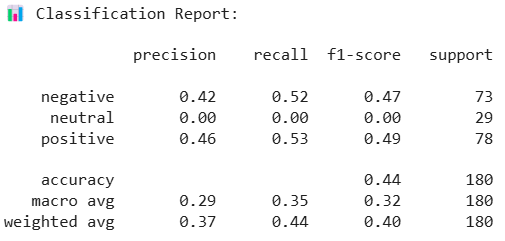 📊 Classification Report:
precision recall f1-score support
negative 0.42 0.52 0.47 73
neutral 0.00 0.00 0.00 29
positive 0.46 0.53 0.49 78
accuracy 0.44 180
macro avg 0.29 0.35 0.32 180
weighted avg 0.37 0.44 0.40 180